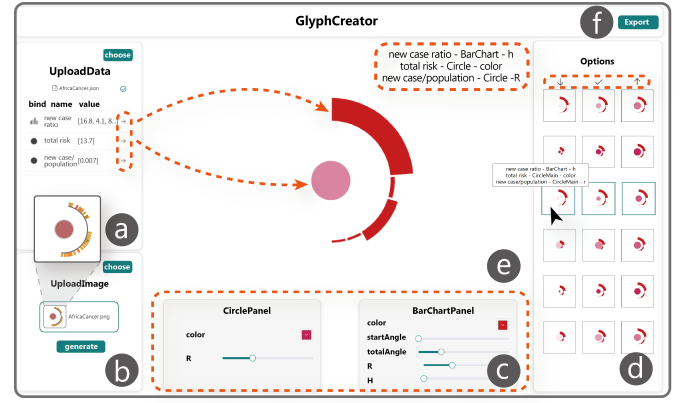 GlyphCreator
f
Export
choose
UploadData
AfricaCancer.json
bind name value
new case ratio [16.8, 4.1, 8...
total risk [13.7]
new case/ population [0.007]
a
choose
UploadImage
AfricaCancer.png
generate
b
new case ratio - BarChart - h
total risk - Circle - color
new case/population - Circle -R
e
CirclePanel
color
R
BarChartPanel
color
startAngle
totalAngle
R
H
c
Options
new case ratio - BarChart - h
total risk - CircleMain - color
new case/population - CircleMain - r
d